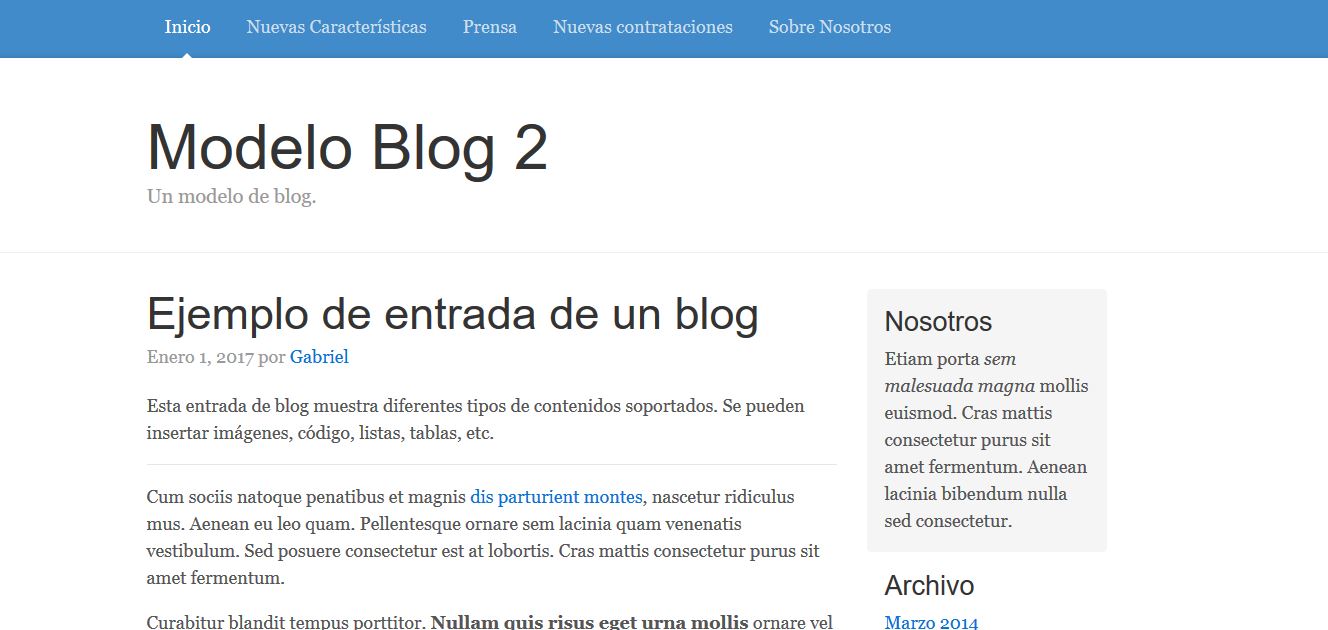 Inicio Nuevas Características Prensa Nuevas contrataciones Sobre Nosotros
Modelo Blog 2
Un modelo de blog.
Ejemplo de entrada de un blog
Enero 1, 2017 por Gabriel
Esta entrada de blog muestra diferentes tipos de contenidos soportados. Se pueden
insertar imágenes, código, listas, tablas, etc.
Cum sociis natoque penatibus et magnis dis parturient montes, nascetur ridiculus
mus. Aenean eu leo quam. Pellentesque ornare sem lacinia quam venenatis
vestibulum. Sed posuere consectetur est at lobortis. Cras mattis consectetur purus sit
amet fermentum.
Curabitur blandit tempus porttitor. Nullam quis risus eget urna mollis ornare vel
Nosotros
Etiam porta sem
malesuada magna mollis
euismod. Cras mattis
consectetur purus sit
amet fermentum. Aenean
lacinia bibendum nulla
sed consectetur.
Archivo
Marzo 2014